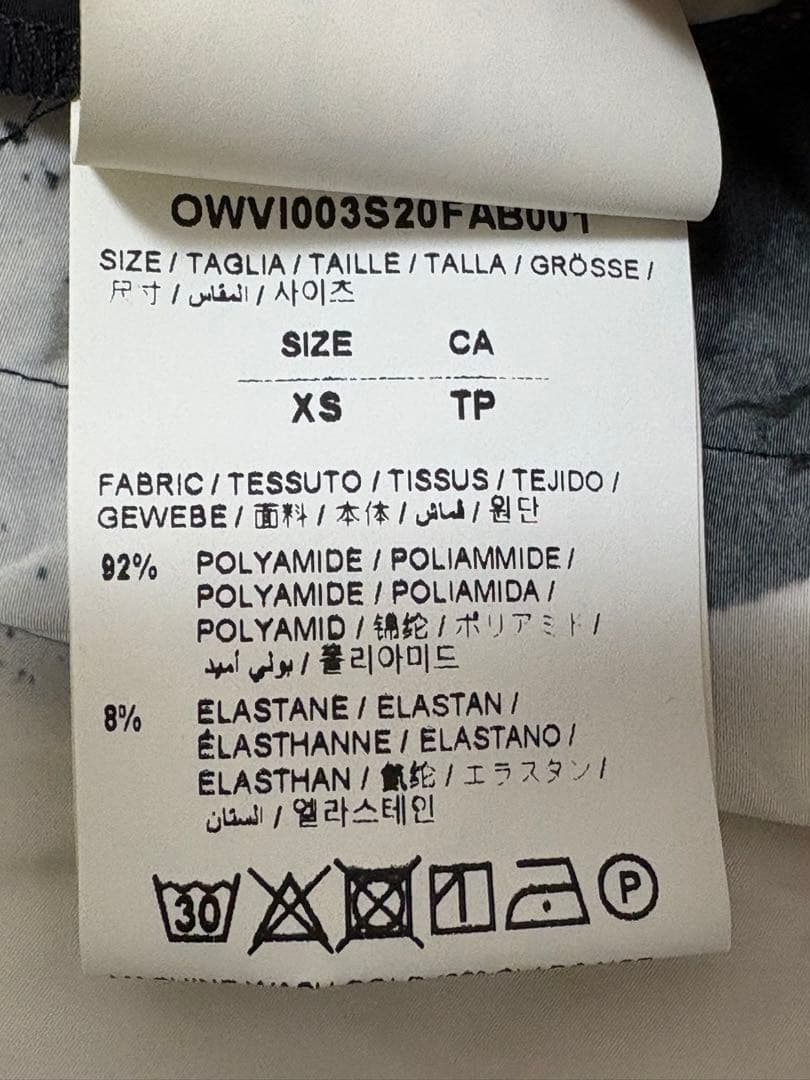 OWVI003S20FAB001
SIZE / TAGLIA / TAILLE / TALLA / GRÖSSE /
尺寸 / المقاس / 사이즈
SIZE CA
XS TP
FABRIC / TESSUTO / TISSUS / TEJIDO /
GEWEBE / 面料 / 本体 / قماش / 원단
92% POLYAMIDE / POLIAMMIDE /
POLYAMIDE / POLIAMIDA /
POLYAMID / 锦纶 / ポリアミド /
بولي أميد / 폴리아미드
8% ELASTANE / ELASTAN /
ÉLASTHANNE / ELASTANO /
ELASTHAN / 氨纶 / エラスタン /
الستان / 엘라스테인
30 P